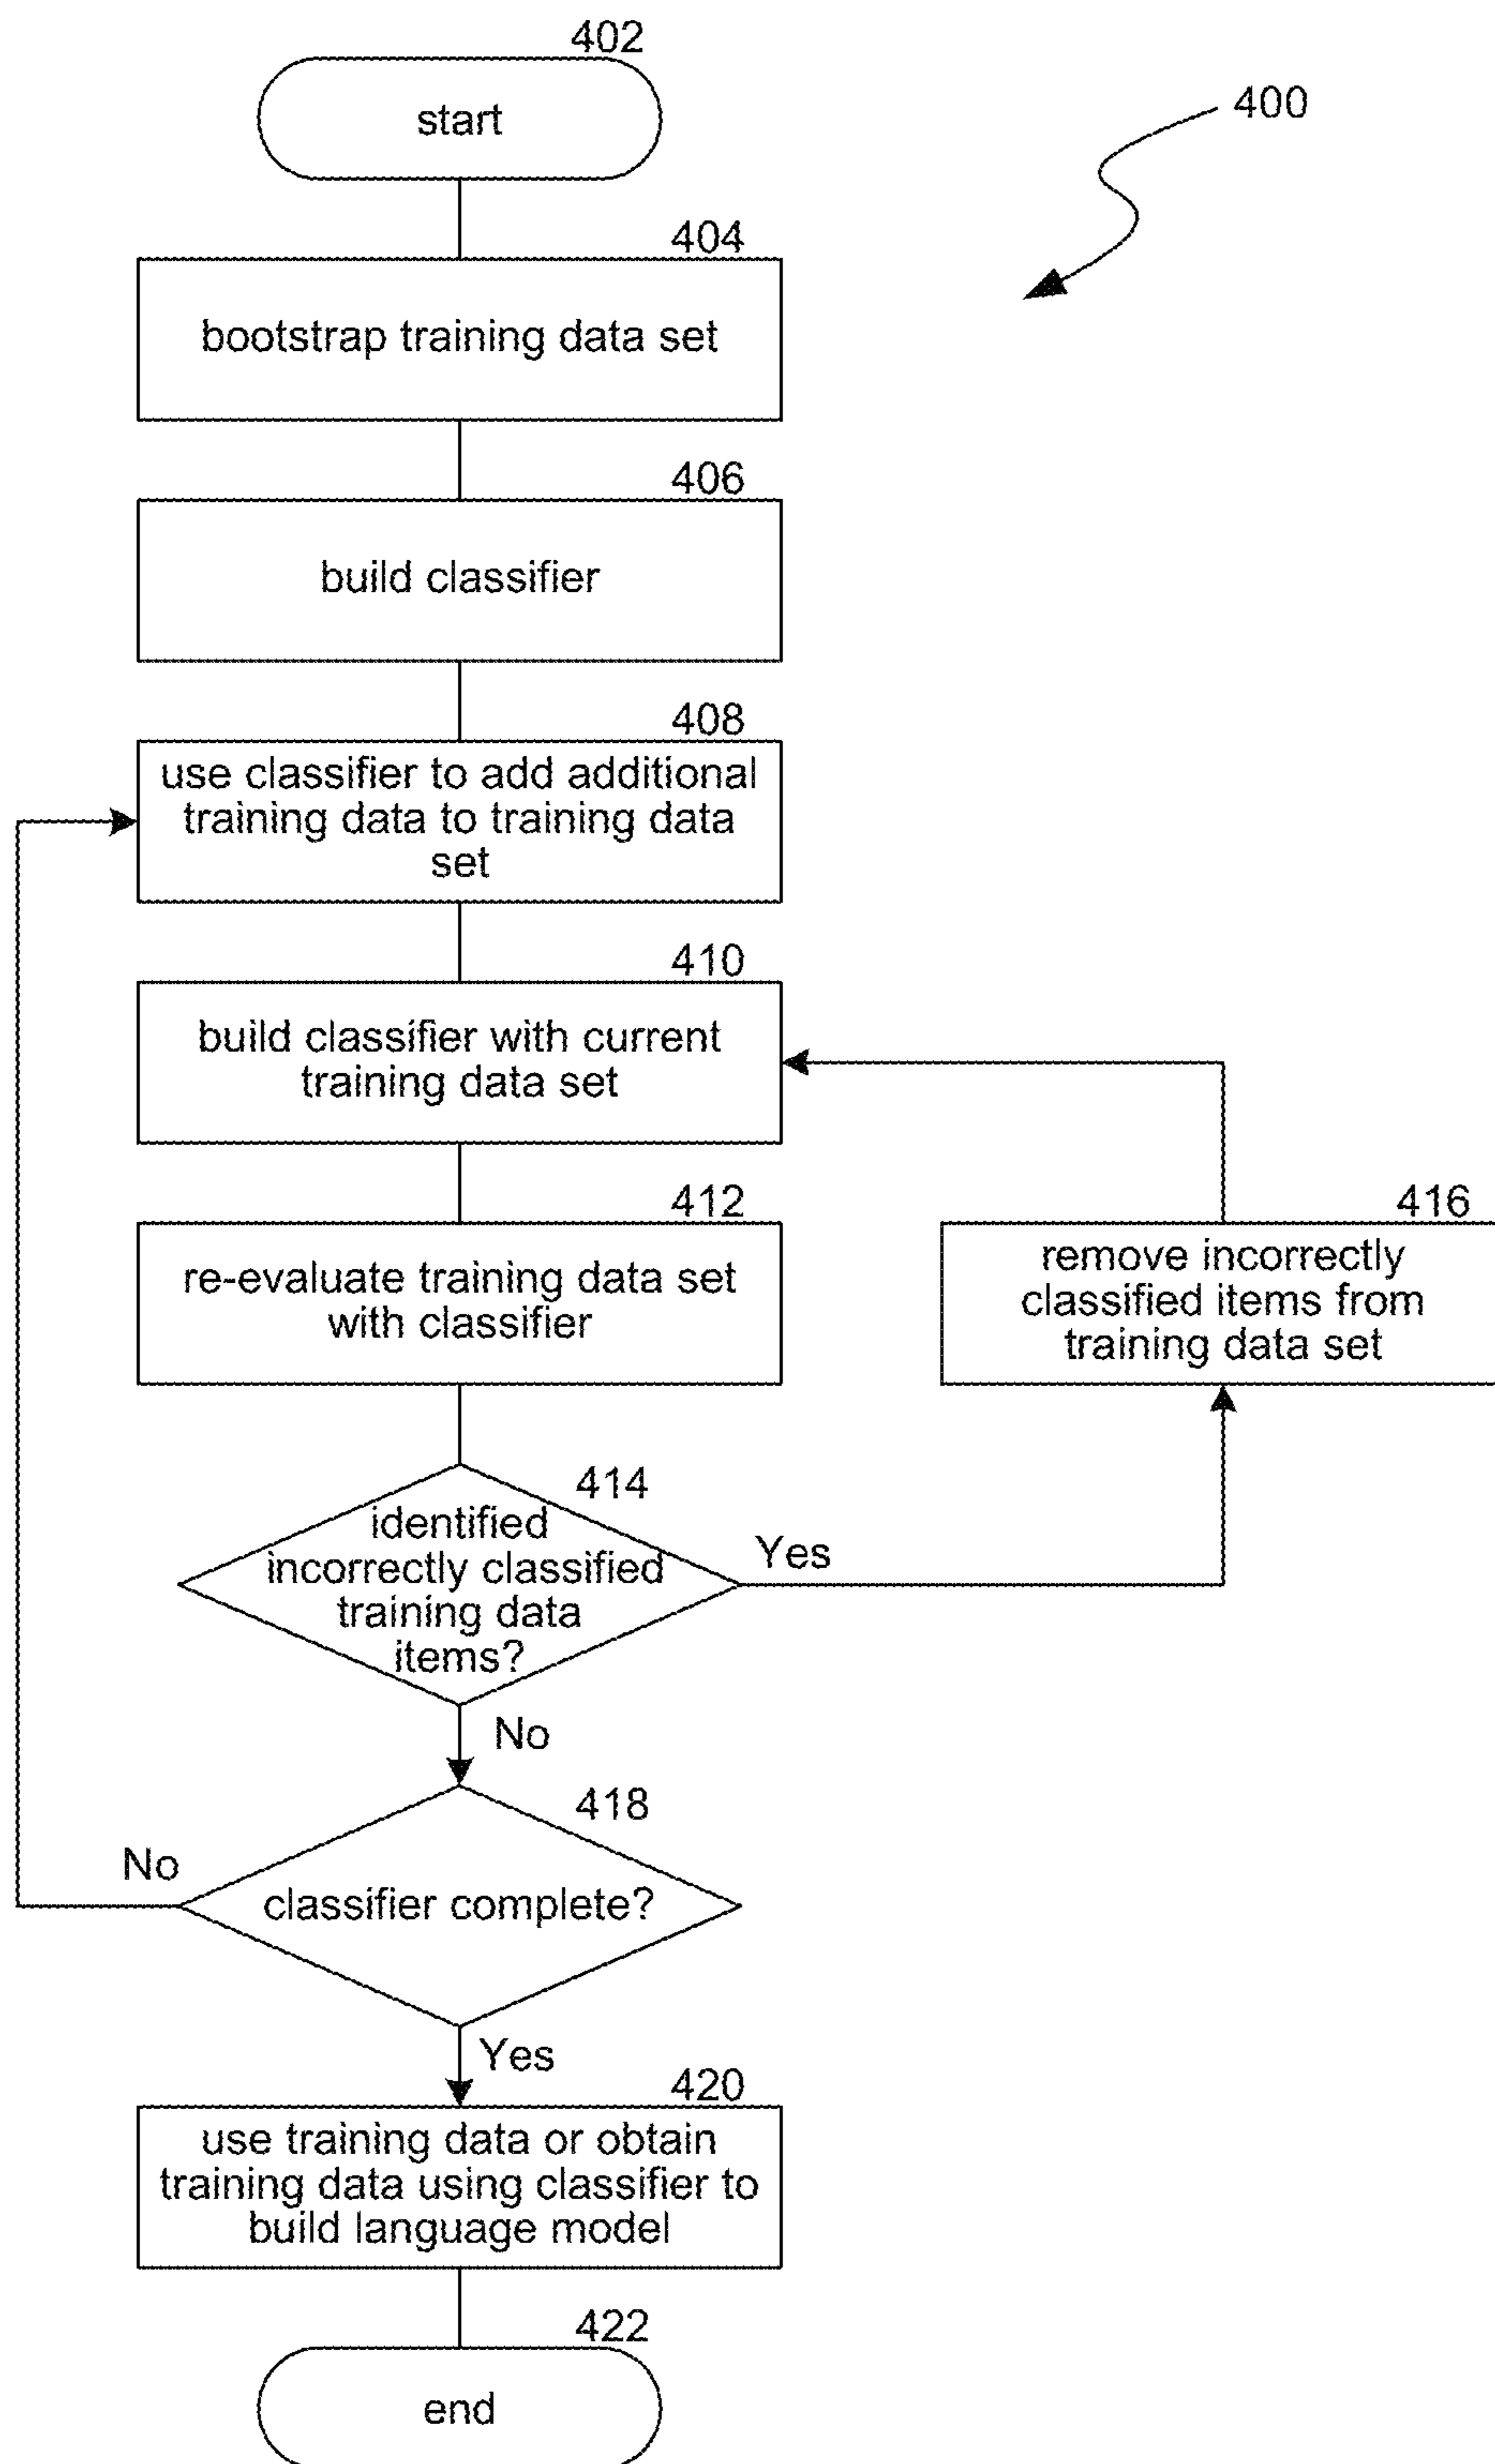 402
start
400
404
bootstrap training data set
406
build classifier
408
use classifier to add additional
training data to training data
set
410
build classifier with current
training data set
412
re-evaluate training data set
with classifier
416
remove incorrectly
classified items from
training data set
414
identified
incorrectly classified
training data
items?
Yes
No
418
classifier complete?
No
Yes
420
use training data or obtain
training data using classifier to
build language model
422
end